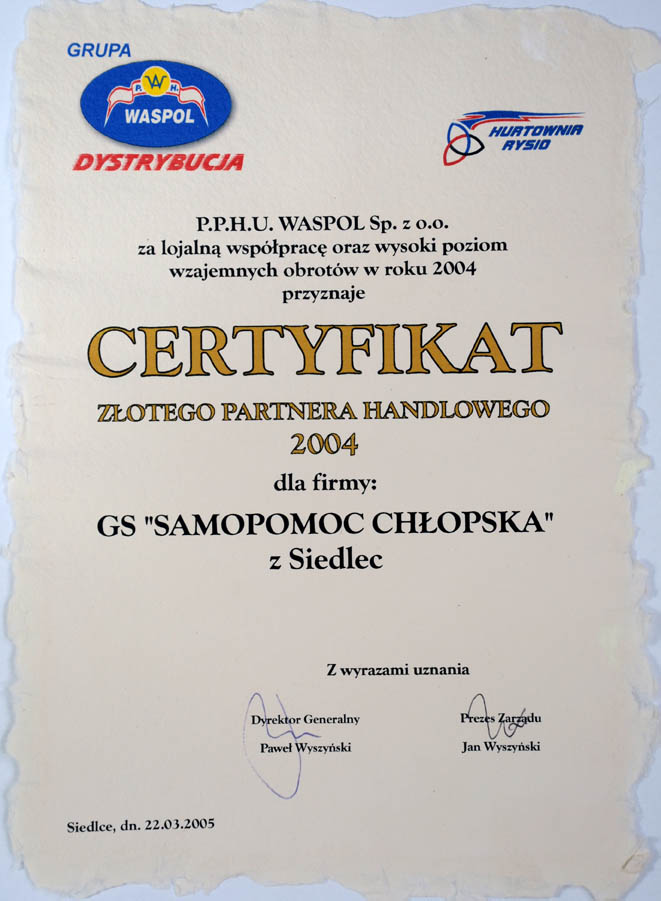 GRUPA
P. WA H.
WASPOL
DYSTRYBUCJA
HURTOWNIA
RYSIO
P.P.H.U. WASPOL Sp. z o.o.
za lojalną współpracę oraz wysoki poziom
wzajemnych obrotów w roku 2004
przyznaje
CERTYFIKAT
ZŁOTEGO PARTNERA HANDLOWEGO
2004
dla firmy:
GS "SAMOPOMOC CHŁOPSKA"
z Siedlec
Z wyrazami uznania
Dyrektor Generalny
Paweł Wyszyński
Prezes Zarządu
Jan Wyszyński
Siedlce, dn. 22.03.2005